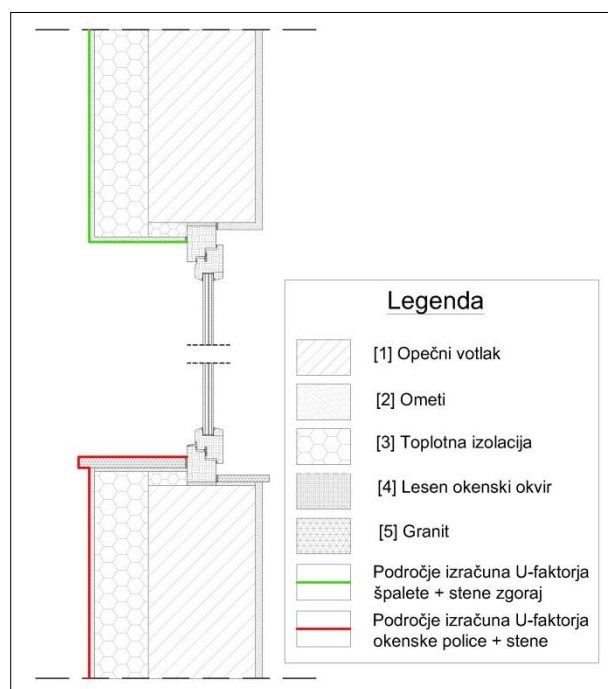 Legenda
[1] Opečni votlak
[2] Ometi
[3] Toplotna izolacija
[4] Lesen okenski okvir
[5] Granit
Področje izračuna U-faktorja
špalete + stene zgoraj
Področje izračuna U-faktorja
okenske police + stene